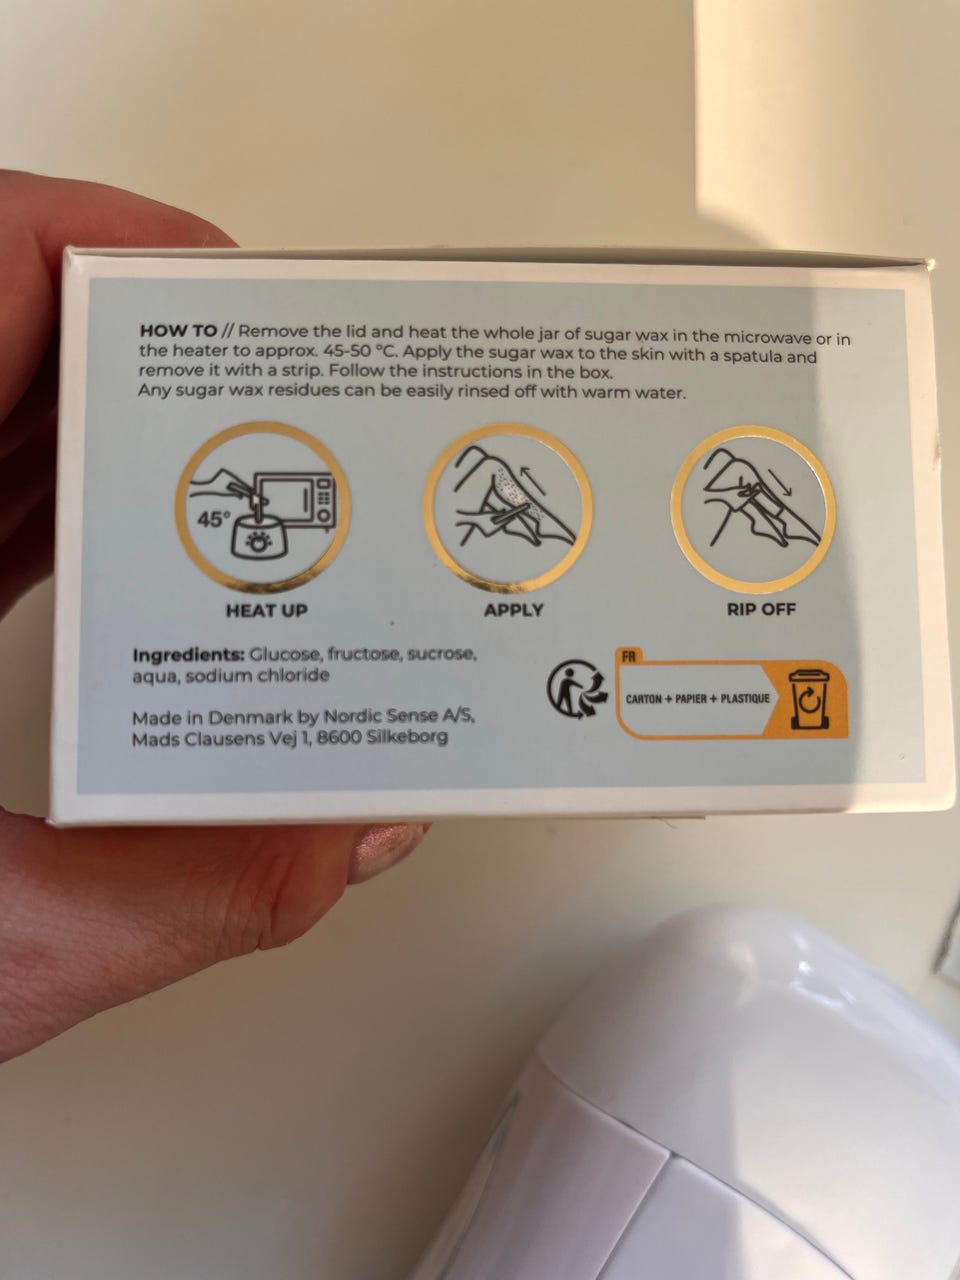 HOW TO // Remove the lid and heat the whole jar of sugar wax in the microwave or in
the heater to approx. 45-50 °C. Apply the sugar wax to the skin with a spatula and
remove it with a strip. Follow the instructions in the box.
Any sugar wax residues can be easily rinsed off with warm water.
45°
HEAT UP
APPLY
RIP OFF
Ingredients: Glucose, fructose, sucrose,
aqua, sodium chloride
Made in Denmark by Nordic Sense A/S,
Mads Clausens Vej 1, 8600 Silkeborg
FR
CARTON + PAPIER + PLASTIQUE